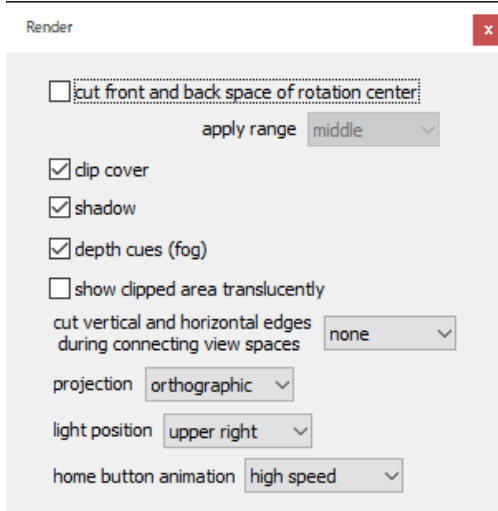 Render
x
cut front and back space of rotation center
apply range middle
clip cover
shadow
depth cues (fog)
show clipped area translucently
cut vertical and horizontal edges
during connecting view spaces none
projection orthographic
light position upper right
home button animation high speed